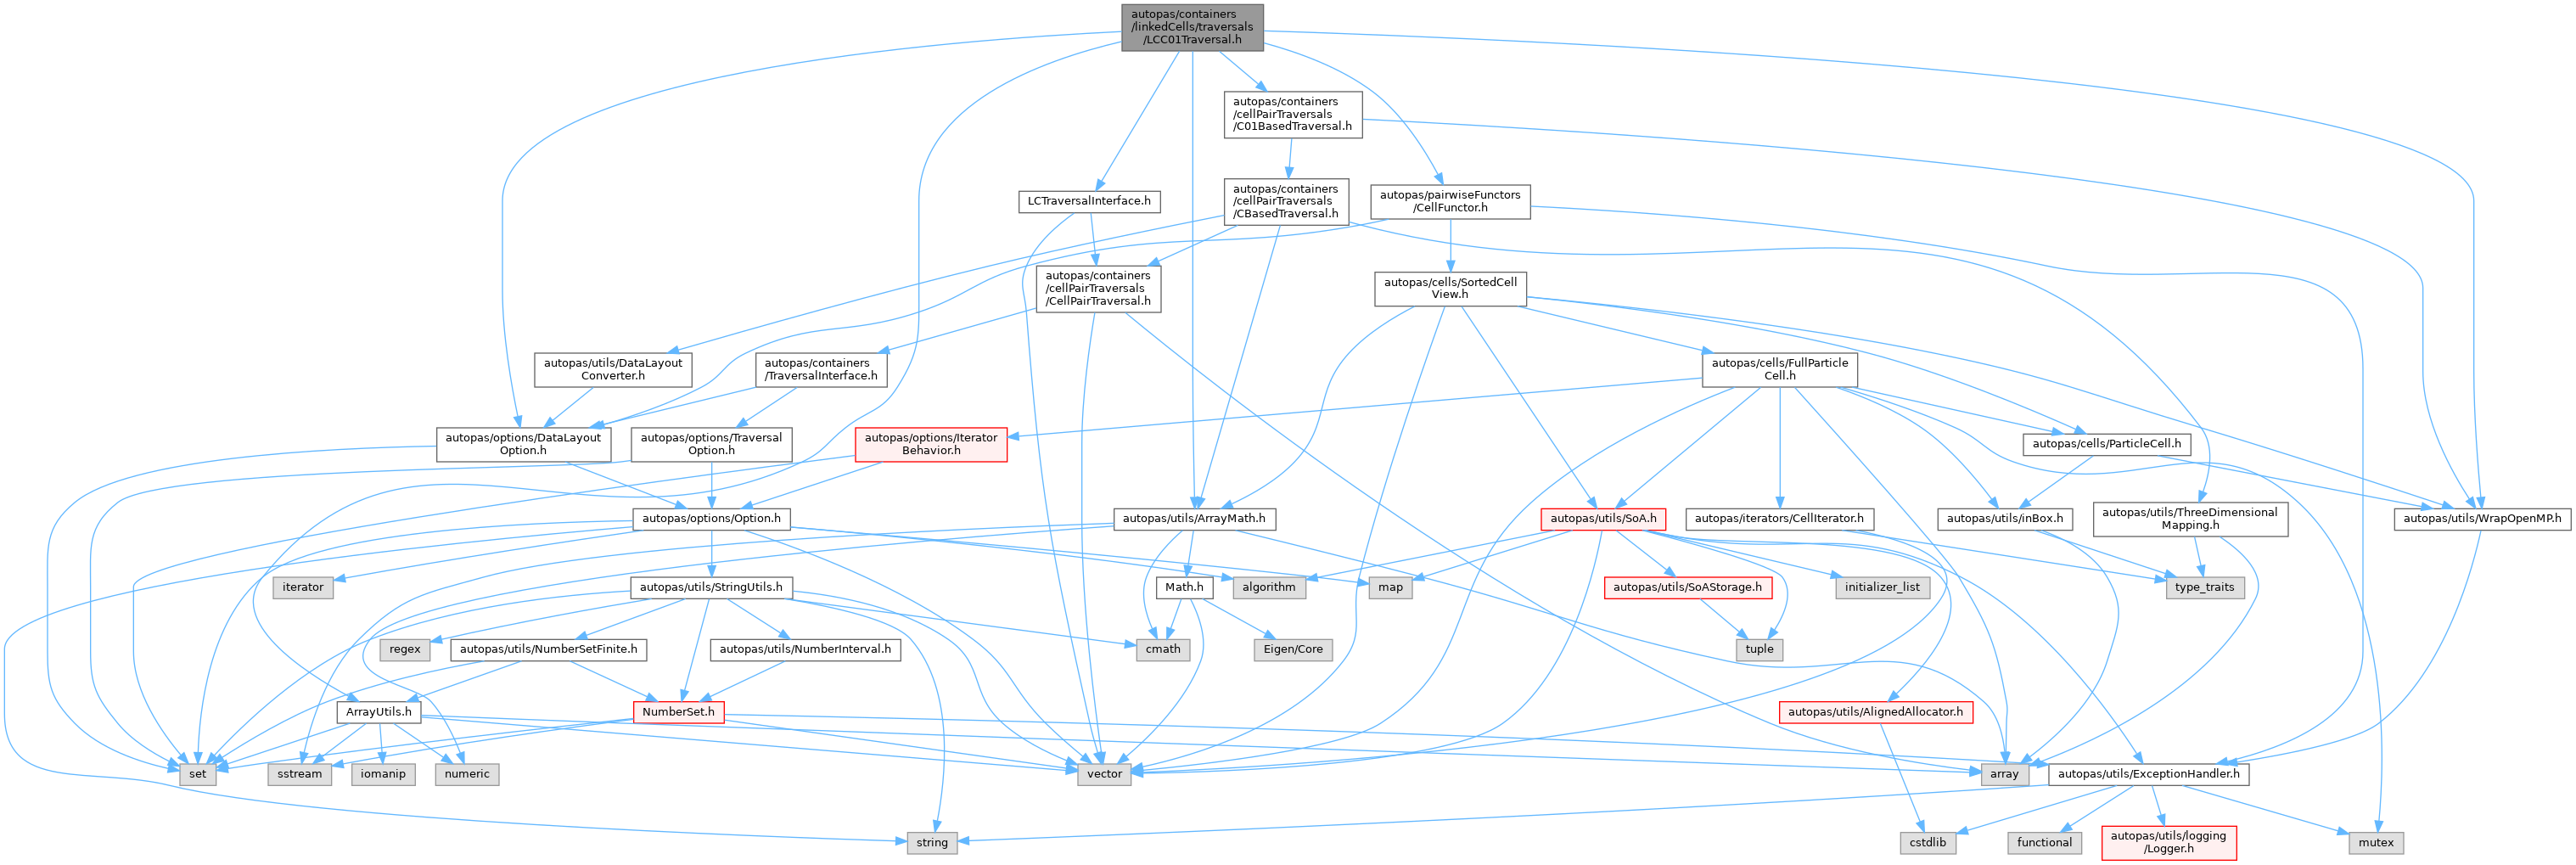 autopas/containers
/linkedCells/traversals
/LCC01Traversal.h
autopas/containers
/cellPairTraversals
/C01BasedTraversal.h
LCTraversalInterface.h
autopas/containers
/cellPairTraversals
/CBasedTraversal.h
autopas/pairwiseFunctors
/CellFunctor.h
autopas/containers
/cellPairTraversals
/CellPairTraversal.h
autopas/cells/SortedCell
View.h
autopas/utils/DataLayout
Converter.h
autopas/containers
/TraversalInterface.h
autopas/cells/FullParticle
Cell.h
autopas/options/DataLayout
Option.h
autopas/options/Traversal
Option.h
autopas/options/Iterator
Behavior.h
autopas/cells/ParticleCell.h
autopas/options/Option.h
autopas/utils/ArrayMath.h
autopas/utils/SoA.h
autopas/iterators/CellIterator.h
autopas/utils/inBox.h
autopas/utils/ThreeDimensional
Mapping.h
autopas/utils/WrapOpenMP.h
iterator
autopas/utils/StringUtils.h
Math.h
algorithm
map
autopas/utils/SoAStorage.h
initializer_list
type_traits
regex
autopas/utils/NumberSetFinite.h
autopas/utils/NumberInterval.h
cmath
Eigen/Core
tuple
ArrayUtils.h
NumberSet.h
autopas/utils/AlignedAllocator.h
set
sstream
iomanip
numeric
vector
array
autopas/utils/ExceptionHandler.h
string
cstdlib
functional
autopas/utils/logging
/Logger.h
mutex